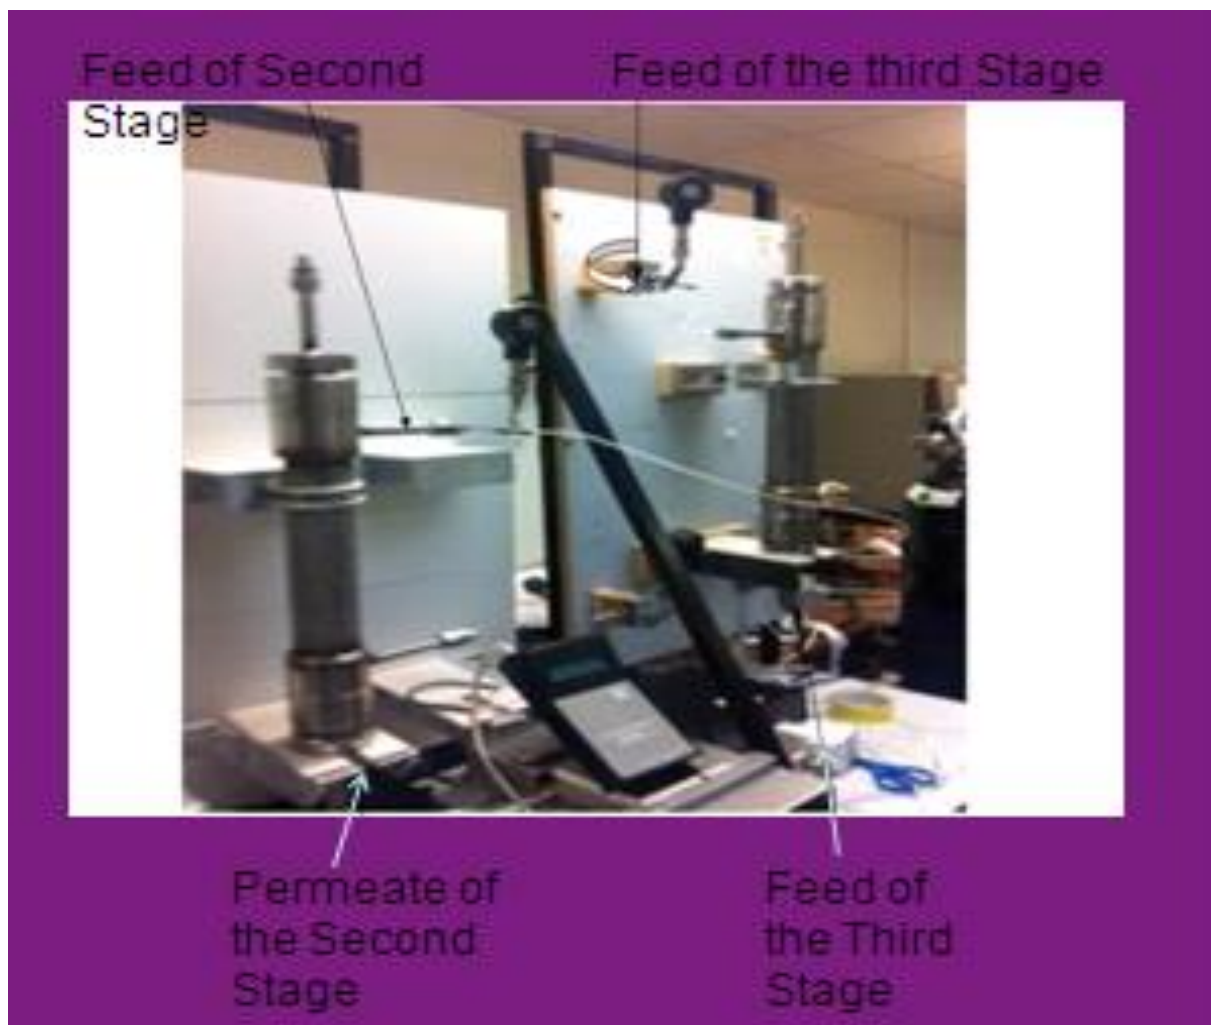 Feed of Second
Stage
Feed of the third Stage
Permeate of
the Second
Stage
Feed of
the Third
Stage